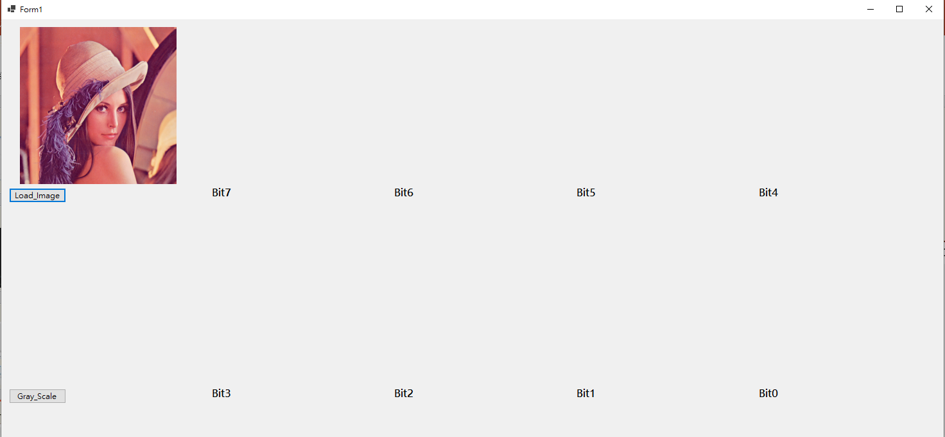 Form1
Load_Image
Bit7
Bit6
Bit5
Bit4
Gray_Scale
Bit3
Bit2
Bit1
Bit0